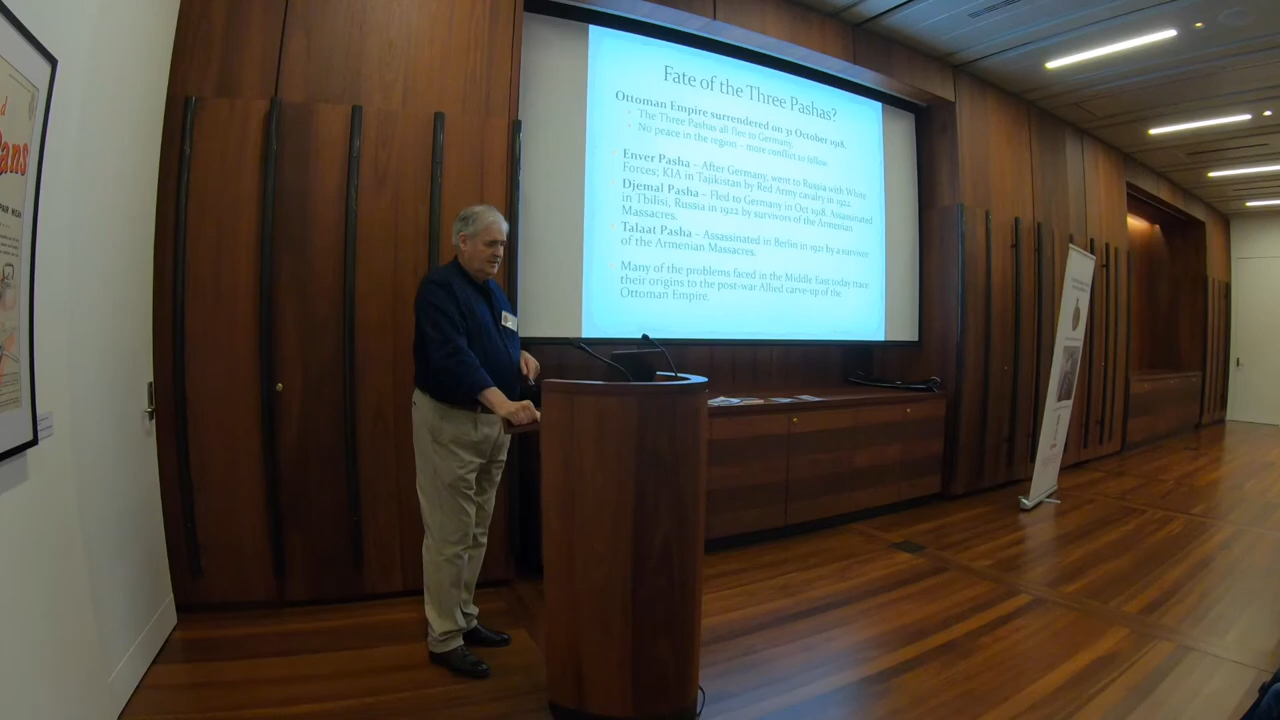 d
ans
PAIR NIGH
Fate of the Three Pashas?
Ottoman Empire surrendered on 31 October 1918.
The Three Pashas all flee to Germany.
No peace in the region – more conflict to follow.
Enver Pasha – After Germany, went to Russia with White
Forces; KIA in Tajikistan by Red Army cavalry in 1922.
Djemal Pasha – Fled to Germany in Oct 1918. Assassinated
in Tbilisi, Russia in 1922 by survivors of the Armenian
Massacres.
Talaat Pasha – Assassinated in Berlin in 1921 by a survivor
of the Armenian Massacres.
Many of the problems faced in the Middle East today trace
their origins to the post-war Allied carve-up of the
Ottoman Empire.